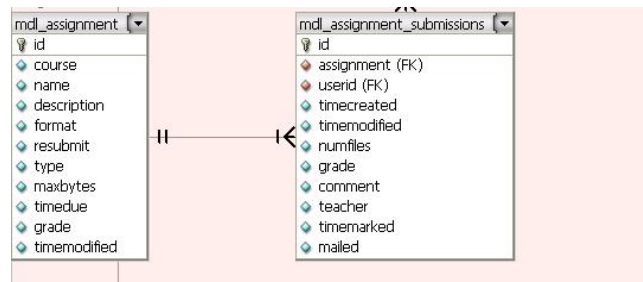 mdl_assignment
id
course
name
description
format
resubmit
type
maxbytes
timedue
grade
timemodified
mdl_assignment_submissions
id
assignment (FK)
userid (FK)
timecreated
timemodified
numfiles
grade
comment
teacher
timemarked
mailed